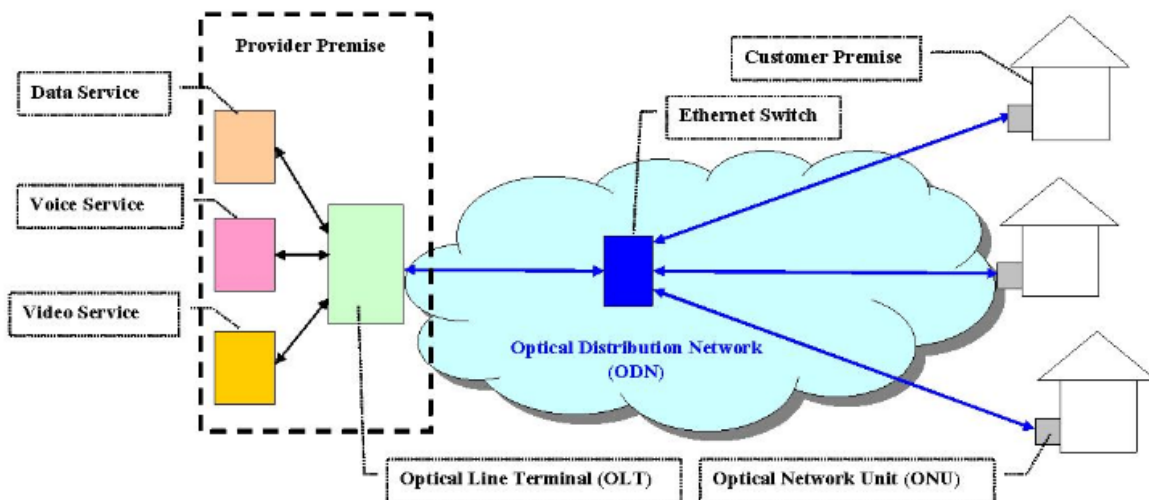 Provider Premise
Customer Premise
Data Service
Ethernet Switch
Voice Service
Video Service
Optical Distribution Network
(ODN)
Optical Line Terminal (OLT)
Optical Network Unit (ONU)